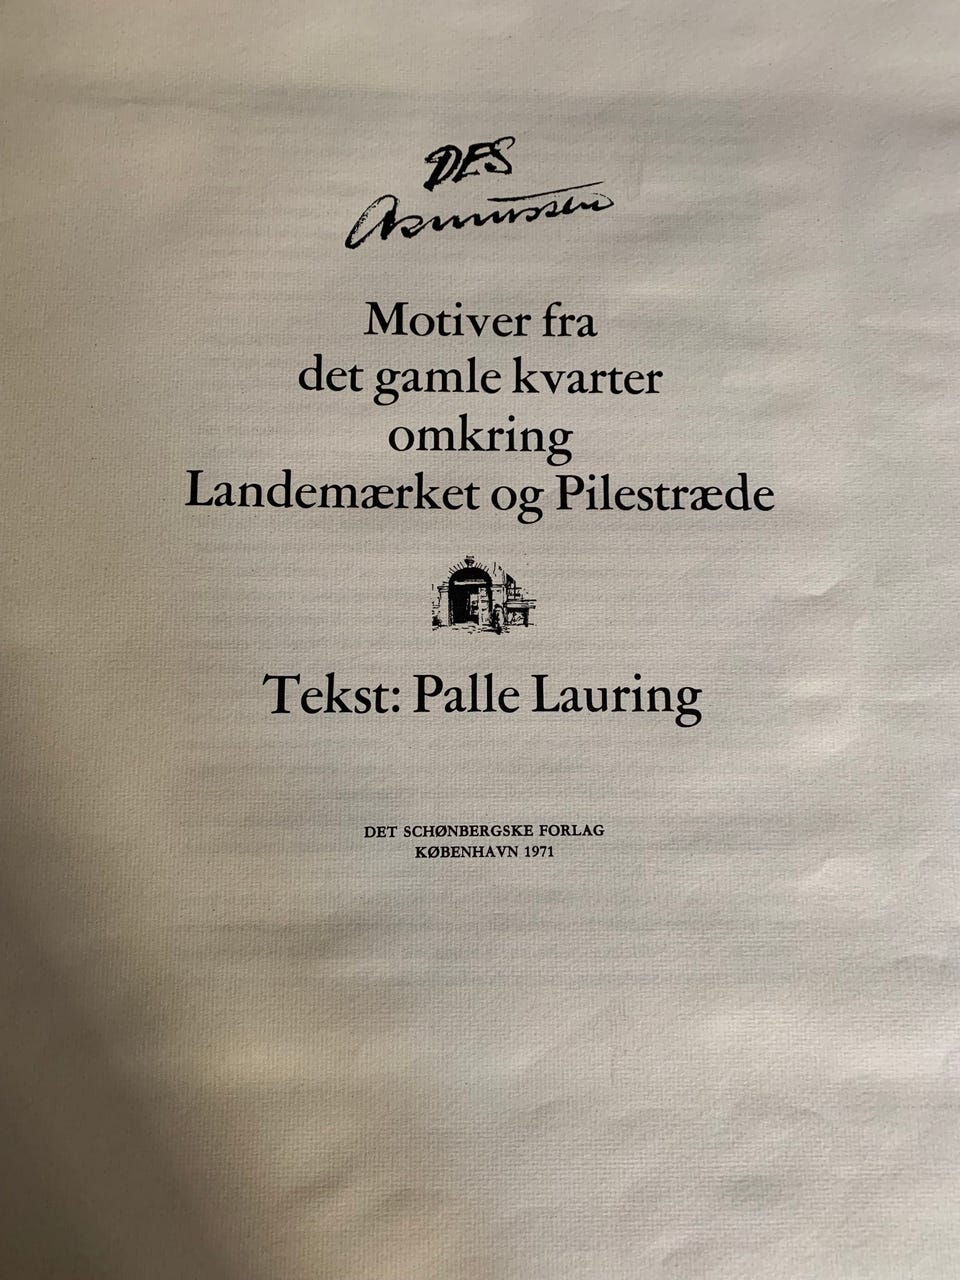 DES
Asmussen
Motiver fra
det gamle kvarter
omkring
Landemærket og Pilestræde
Tekst: Palle Lauring
DET SCHØNBERGSKE FORLAG
KØBENHAVN 1971